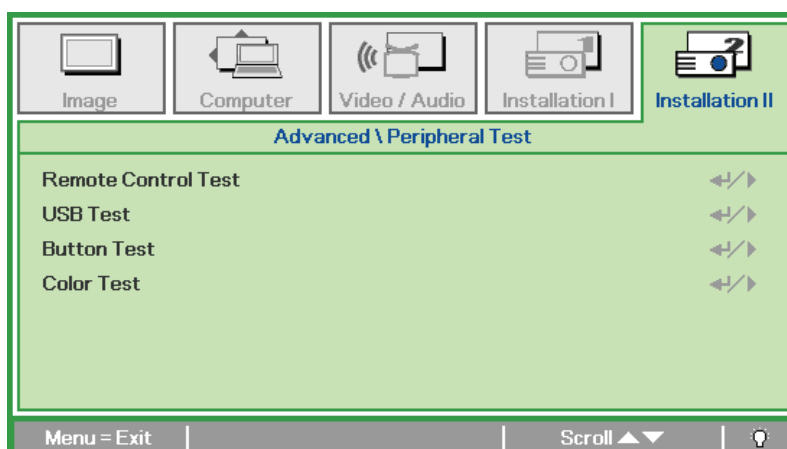 Image
Computer
Video / Audio
Installation I
Installation II
Advanced \ Peripheral Test
Remote Control Test
USB Test
Button Test
Color Test
Menu = Exit
Scroll ▲▼